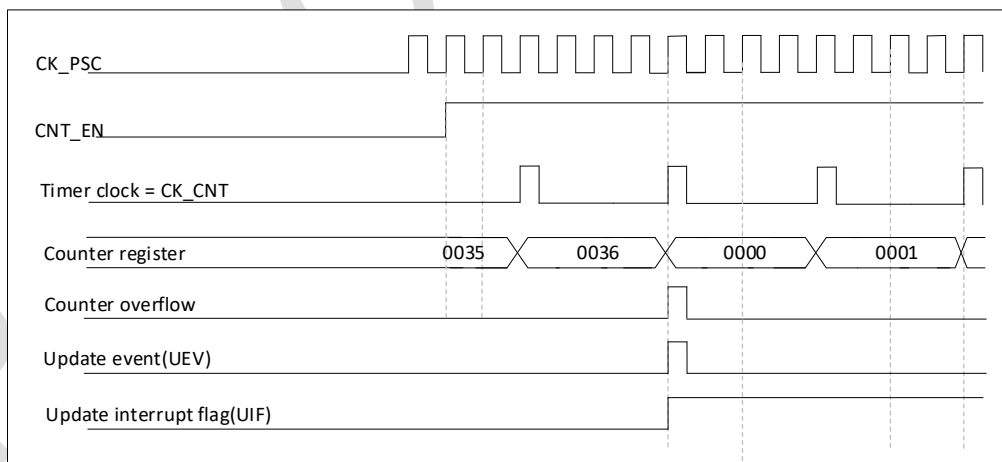 CK_PSC
CNT_EN
Timer clock = CK_CNT
Counter register 0035 0036 0000 0001
Counter overflow
Update event(UEV)
Update interrupt flag(UIF)